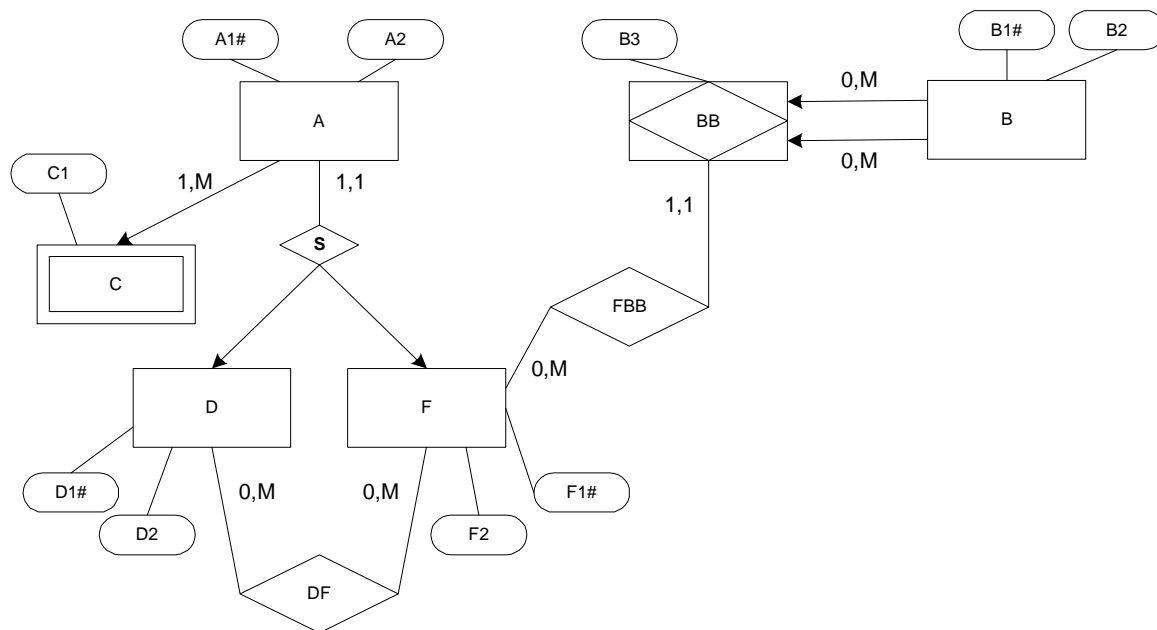 A1#
A2
B3
B1#
B2
A
BB
B
0,M
0,M
C1
1,M
1,1
1,1
S
C
FBB
0,M
D
F
D1#
D2
0,M
0,M
F2
F1#
DF